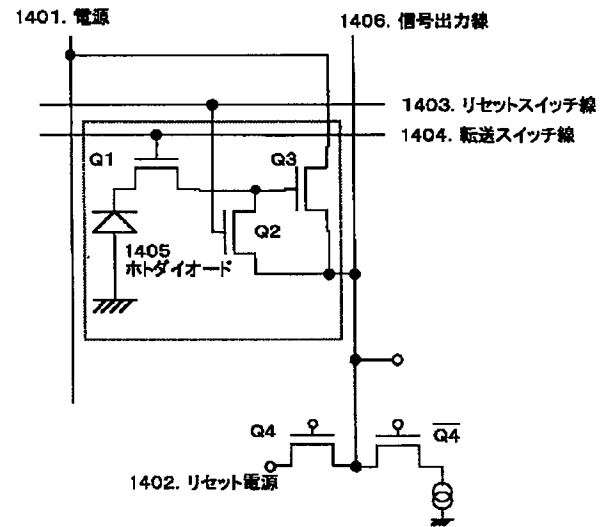 1401. 電源
1406. 信号出力線
1403. リセットスイッチ線
1404. 転送スイッチ線
Q1
Q3
Q2
1405
ホトダイオード
Q4
Q4
1402. リセット電源